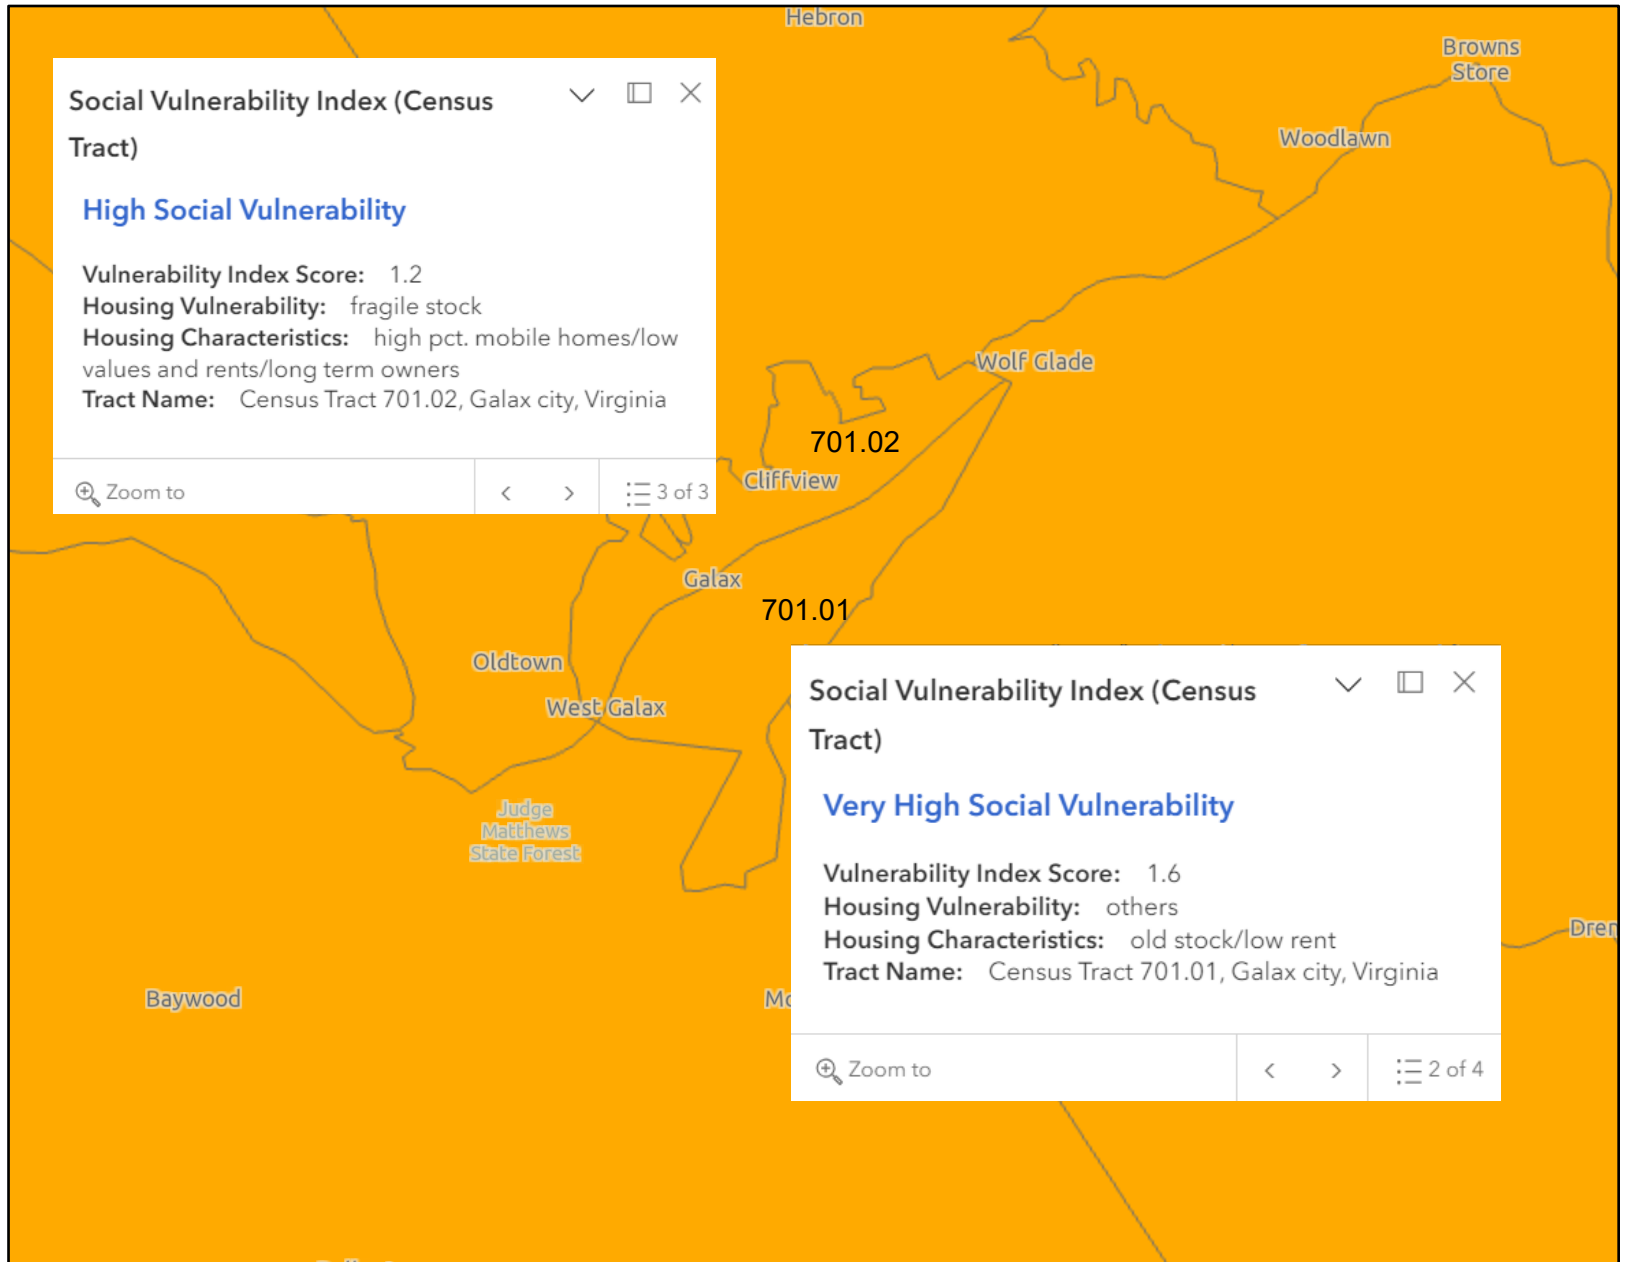 Hebron
Browns
Store
Woodlawn
Social Vulnerability Index (Census
Tract)
High Social Vulnerability
Vulnerability Index Score: 1.2
Housing Vulnerability: fragile stock
Housing Characteristics: high pct. mobile homes/low
values and rents/long term owners
Tract Name: Census Tract 701.02, Galax city, Virginia
Zoom to
3 of 3
Wolf Glade
701.02
Cliffview
Galax
701.01
Oldtown
West Galax
Judge
Matthews
State Forest
Social Vulnerability Index (Census
Tract)
Very High Social Vulnerability
Vulnerability Index Score: 1.6
Housing Vulnerability: others
Housing Characteristics: old stock/low rent
Tract Name: Census Tract 701.01, Galax city, Virginia
Zoom to
2 of 4
Baywood